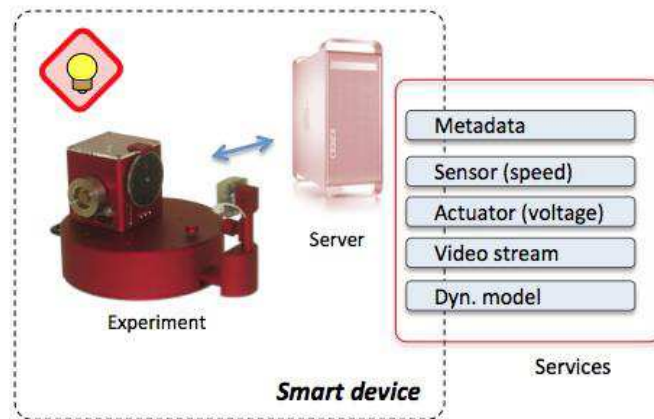 Metadata
Sensor (speed)
Actuator (voltage)
Video stream
Dyn. model
Server
Experiment
Services
Smart device